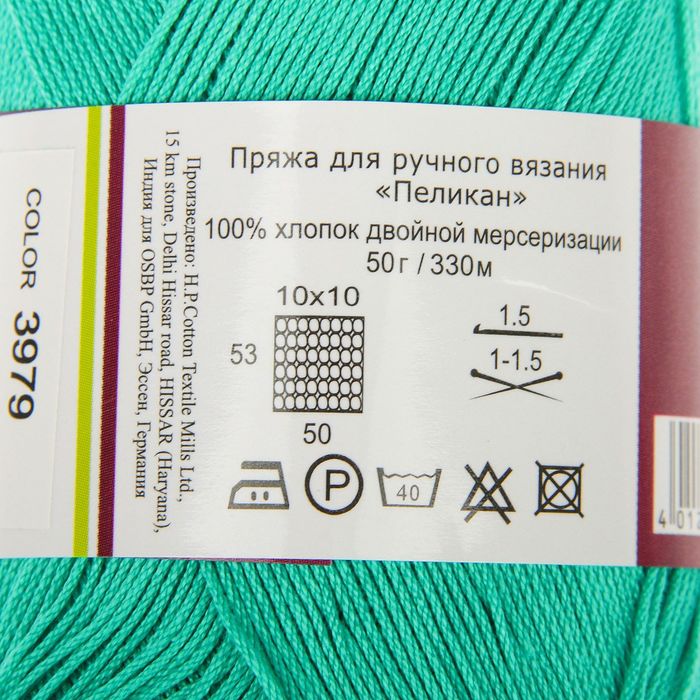 Пряжа для ручного вязания
«Пеликан»
100% хлопок двойной мерсеризации
50г / 330м
10x10
53
50
1.5
1-1.5
P
40
Произведено: H.P.Cotton Textile Mills Ltd.,
15 km stone, Delhi Hissar road, HISSAR (Haryana),
Индия для OSBP GmbH, Эссен, Германия
COLOR 3979
4 012